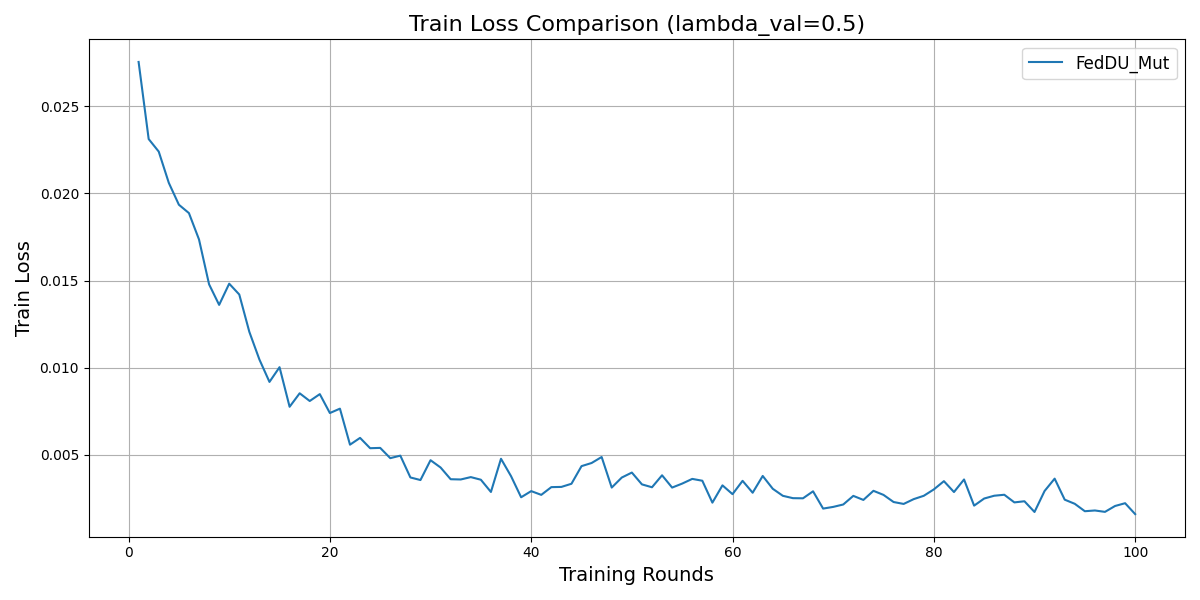 Train Loss Comparison (lambda_val=0.5)
FedDU_Mut
Train Loss
0.025
0.020
0.015
0.010
0.005
0 20 40 60 80 100
Training Rounds